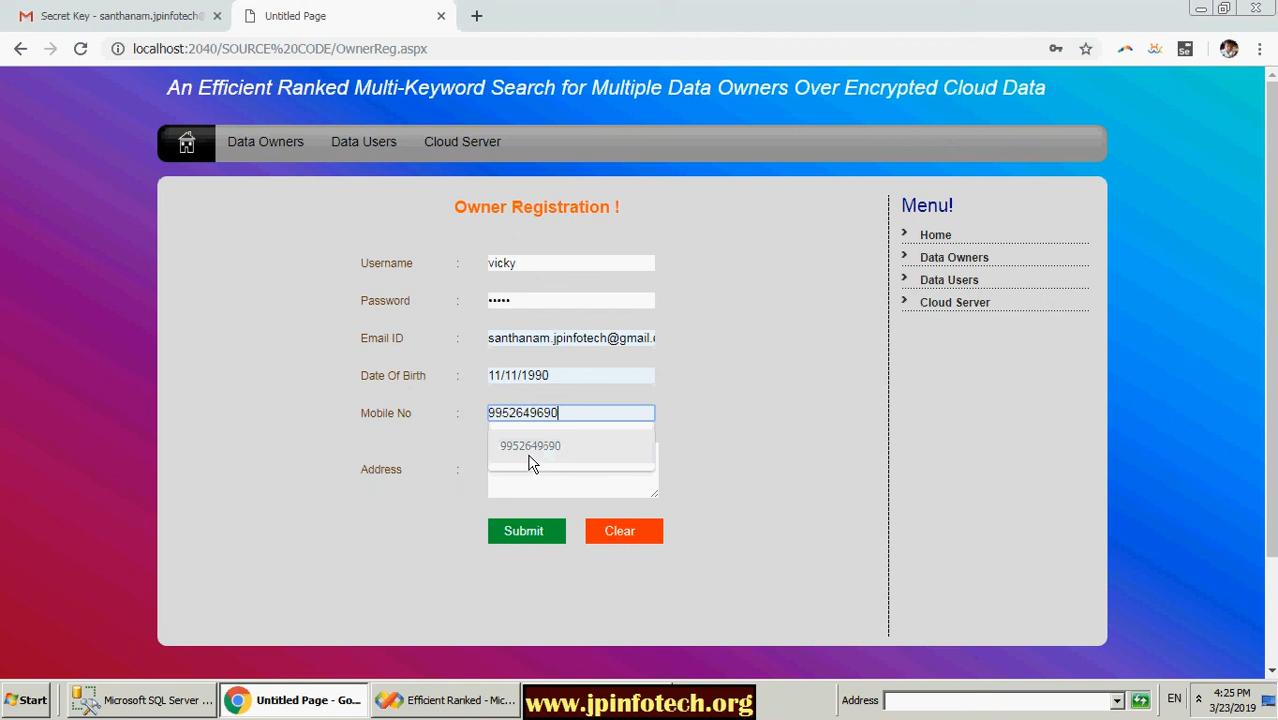 Secret Key - santhanam.jpinfotech@
Untitled Page
localhost:2040/SOURCE%20CODE/OwnerReg.aspx
Se
An Efficient Ranked Multi-Keyword Search for Multiple Data Owners Over Encrypted Cloud Data
Data Owners Data Users Cloud Server
Owner Registration !
Username : vicky
Password : •••••
Email ID : santhanam.jpinfotech@gmail.c
Date Of Birth : 11/11/1990
Mobile No : 9952649690
9952649690
Address :
Submit Clear
Menu!
Home
Data Owners
Data Users
Cloud Server
Start Microsoft SQL Server ... Untitled Page - Go... Efficient Ranked - Mic... www.jpinfotech.org Address EN 4:25 PM
3/23/2019